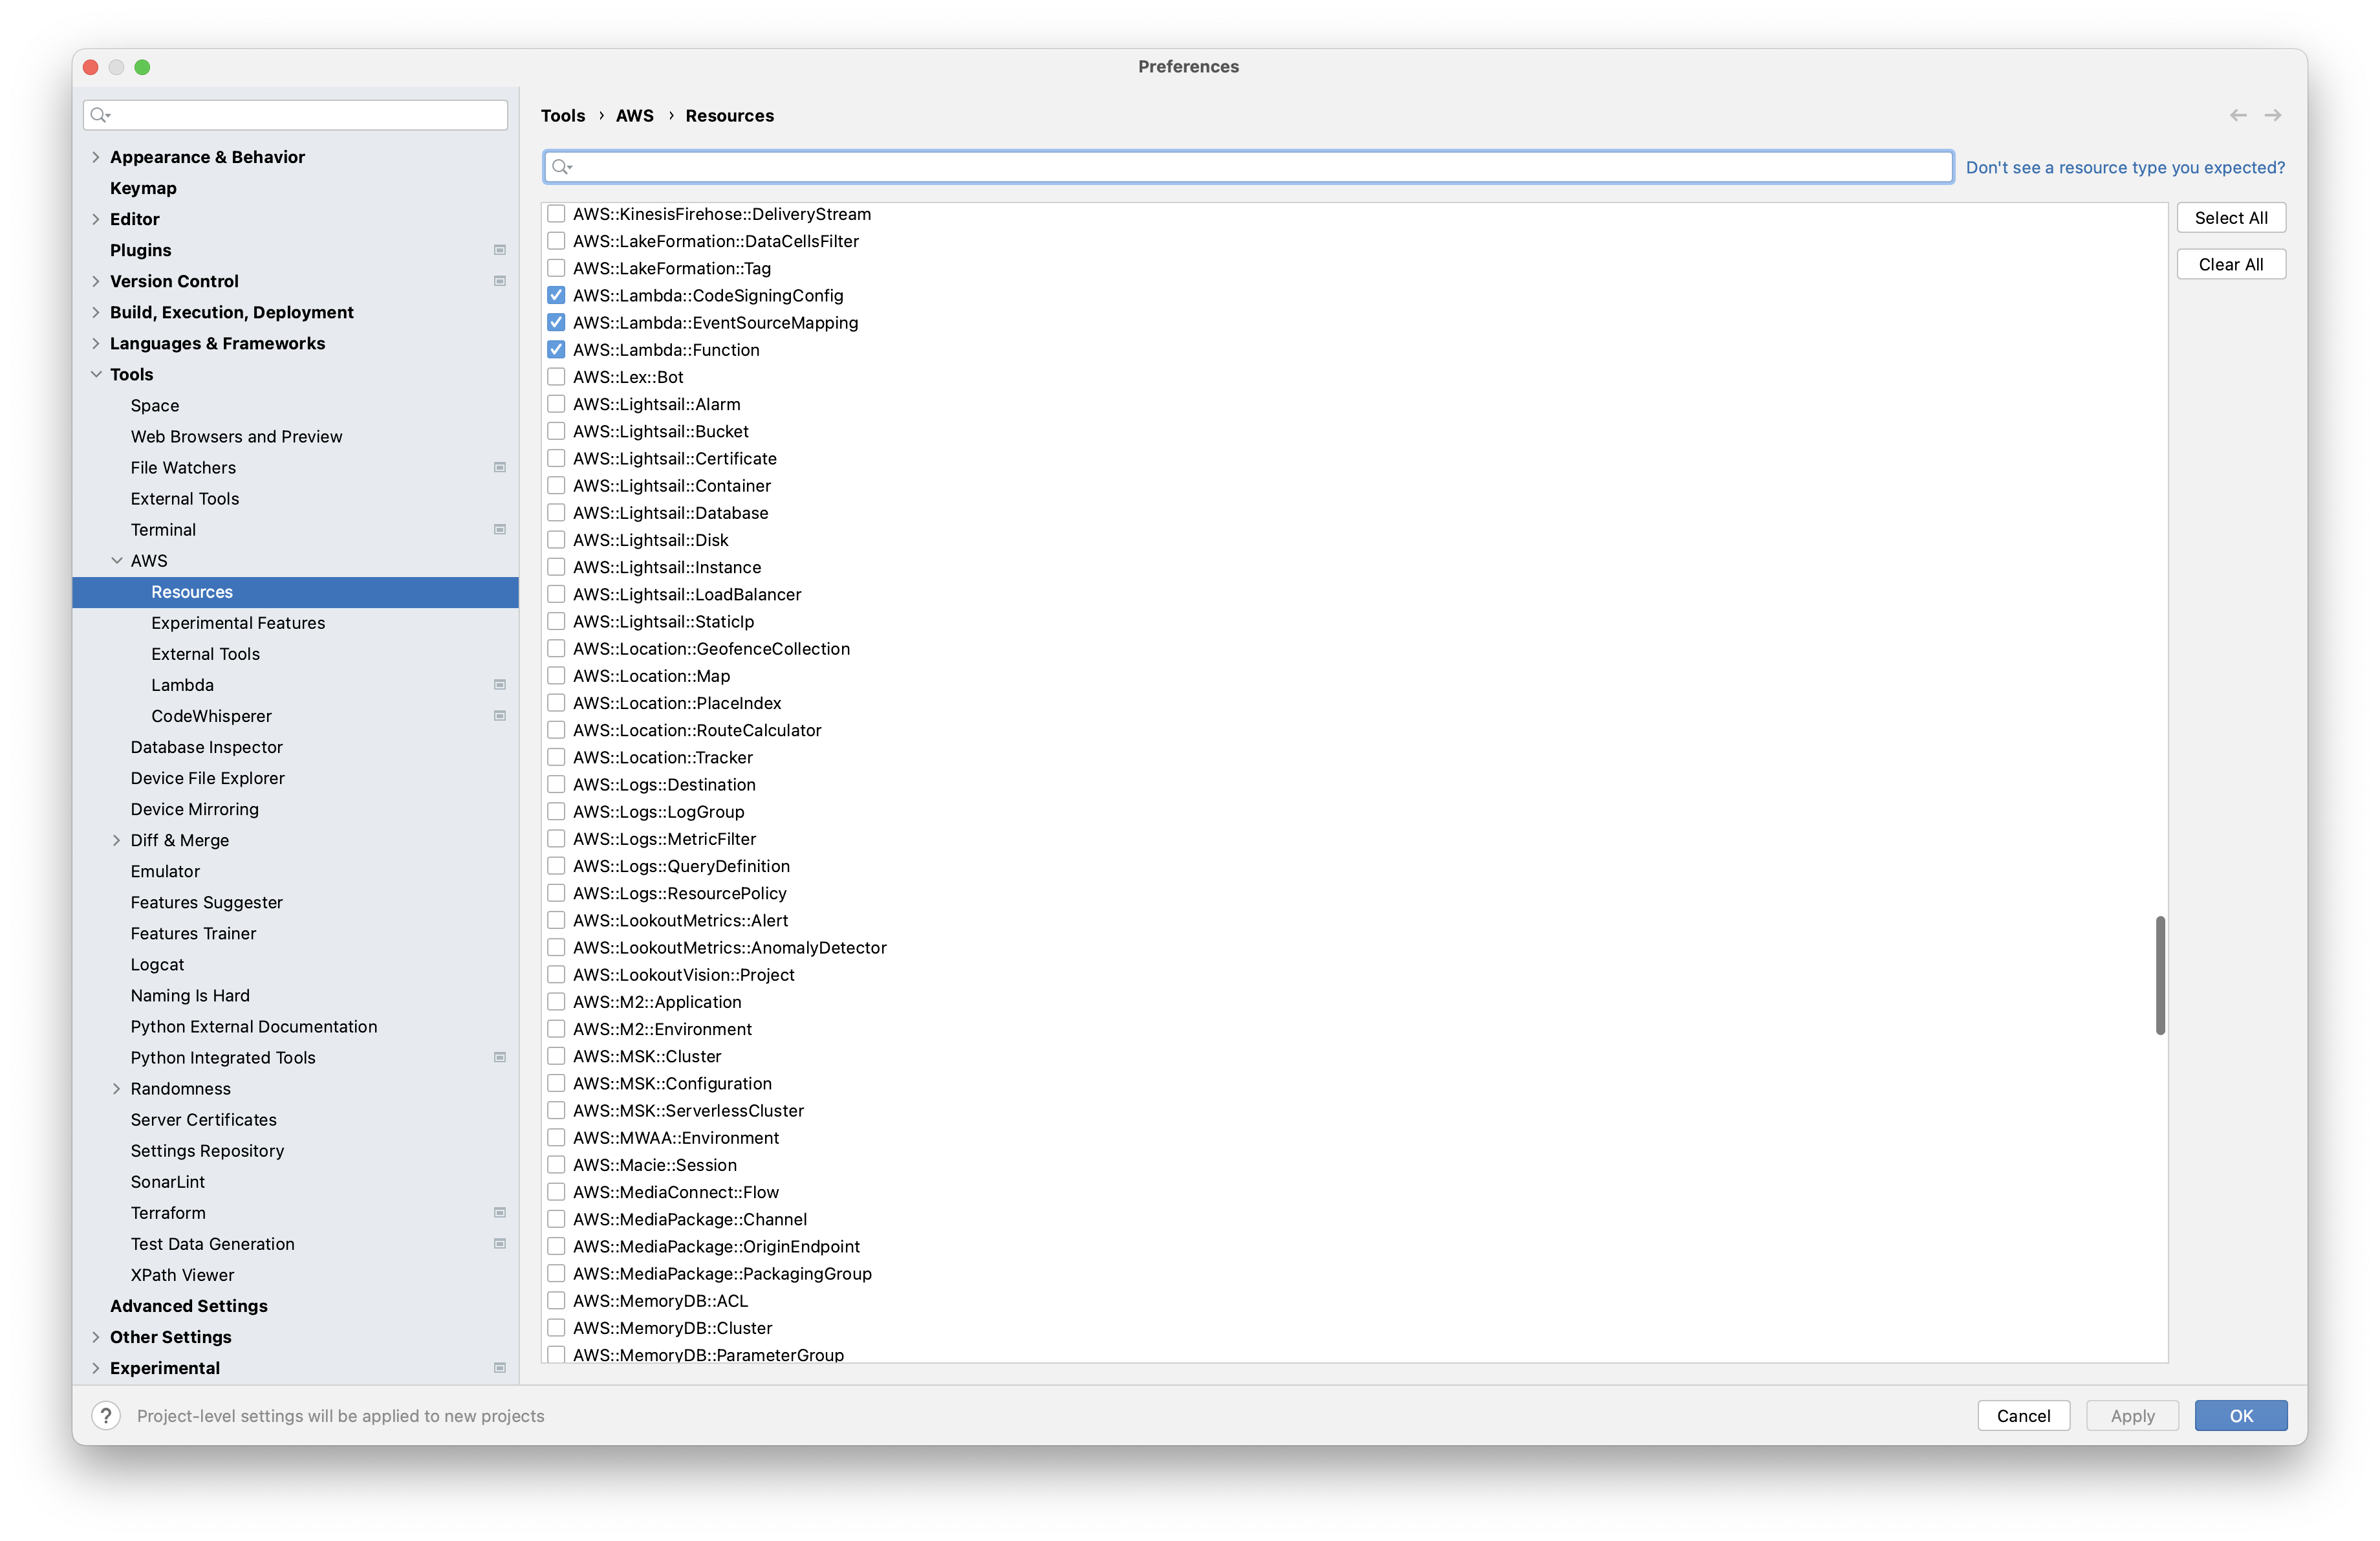 Preferences
Appearance & Behavior
Keymap
Editor
Plugins
Version Control
Build, Execution, Deployment
Languages & Frameworks
Tools
Space
Web Browsers and Preview
File Watchers
External Tools
Terminal
AWS
Resources
Experimental Features
External Tools
Lambda
CodeWhisperer
Database Inspector
Device File Explorer
Device Mirroring
Diff & Merge
Emulator
Features Suggester
Features Trainer
Logcat
Naming Is Hard
Python External Documentation
Python Integrated Tools
Randomness
Server Certificates
Settings Repository
SonarLint
Terraform
Test Data Generation
XPath Viewer
Advanced Settings
Other Settings
Experimental
Tools › AWS › Resources
Don't see a resource type you expected?
AWS::KinesisFirehose::DeliveryStream
AWS::LakeFormation::DataCellsFilter
AWS::LakeFormation::Tag
AWS::Lambda::CodeSigningConfig
AWS::Lambda::EventSourceMapping
AWS::Lambda::Function
AWS::Lex::Bot
AWS::Lightsail::Alarm
AWS::Lightsail::Bucket
AWS::Lightsail::Certificate
AWS::Lightsail::Container
AWS::Lightsail::Database
AWS::Lightsail::Disk
AWS::Lightsail::Instance
AWS::Lightsail::LoadBalancer
AWS::Lightsail::StaticIp
AWS::Location::GeofenceCollection
AWS::Location::Map
AWS::Location::PlaceIndex
AWS::Location::RouteCalculator
AWS::Location::Tracker
AWS::Logs::Destination
AWS::Logs::LogGroup
AWS::Logs::MetricFilter
AWS::Logs::QueryDefinition
AWS::Logs::ResourcePolicy
AWS::LookoutMetrics::Alert
AWS::LookoutMetrics::AnomalyDetector
AWS::LookoutVision::Project
AWS::M2::Application
AWS::M2::Environment
AWS::MSK::Cluster
AWS::MSK::Configuration
AWS::MSK::ServerlessCluster
AWS::MWAA::Environment
AWS::Macie::Session
AWS::MediaConnect::Flow
AWS::MediaPackage::Channel
AWS::MediaPackage::OriginEndpoint
AWS::MediaPackage::PackagingGroup
AWS::MemoryDB::ACL
AWS::MemoryDB::Cluster
AWS::MemoryDB::ParameterGroup
Select All
Clear All
? Project-level settings will be applied to new projects
Cancel
Apply
OK